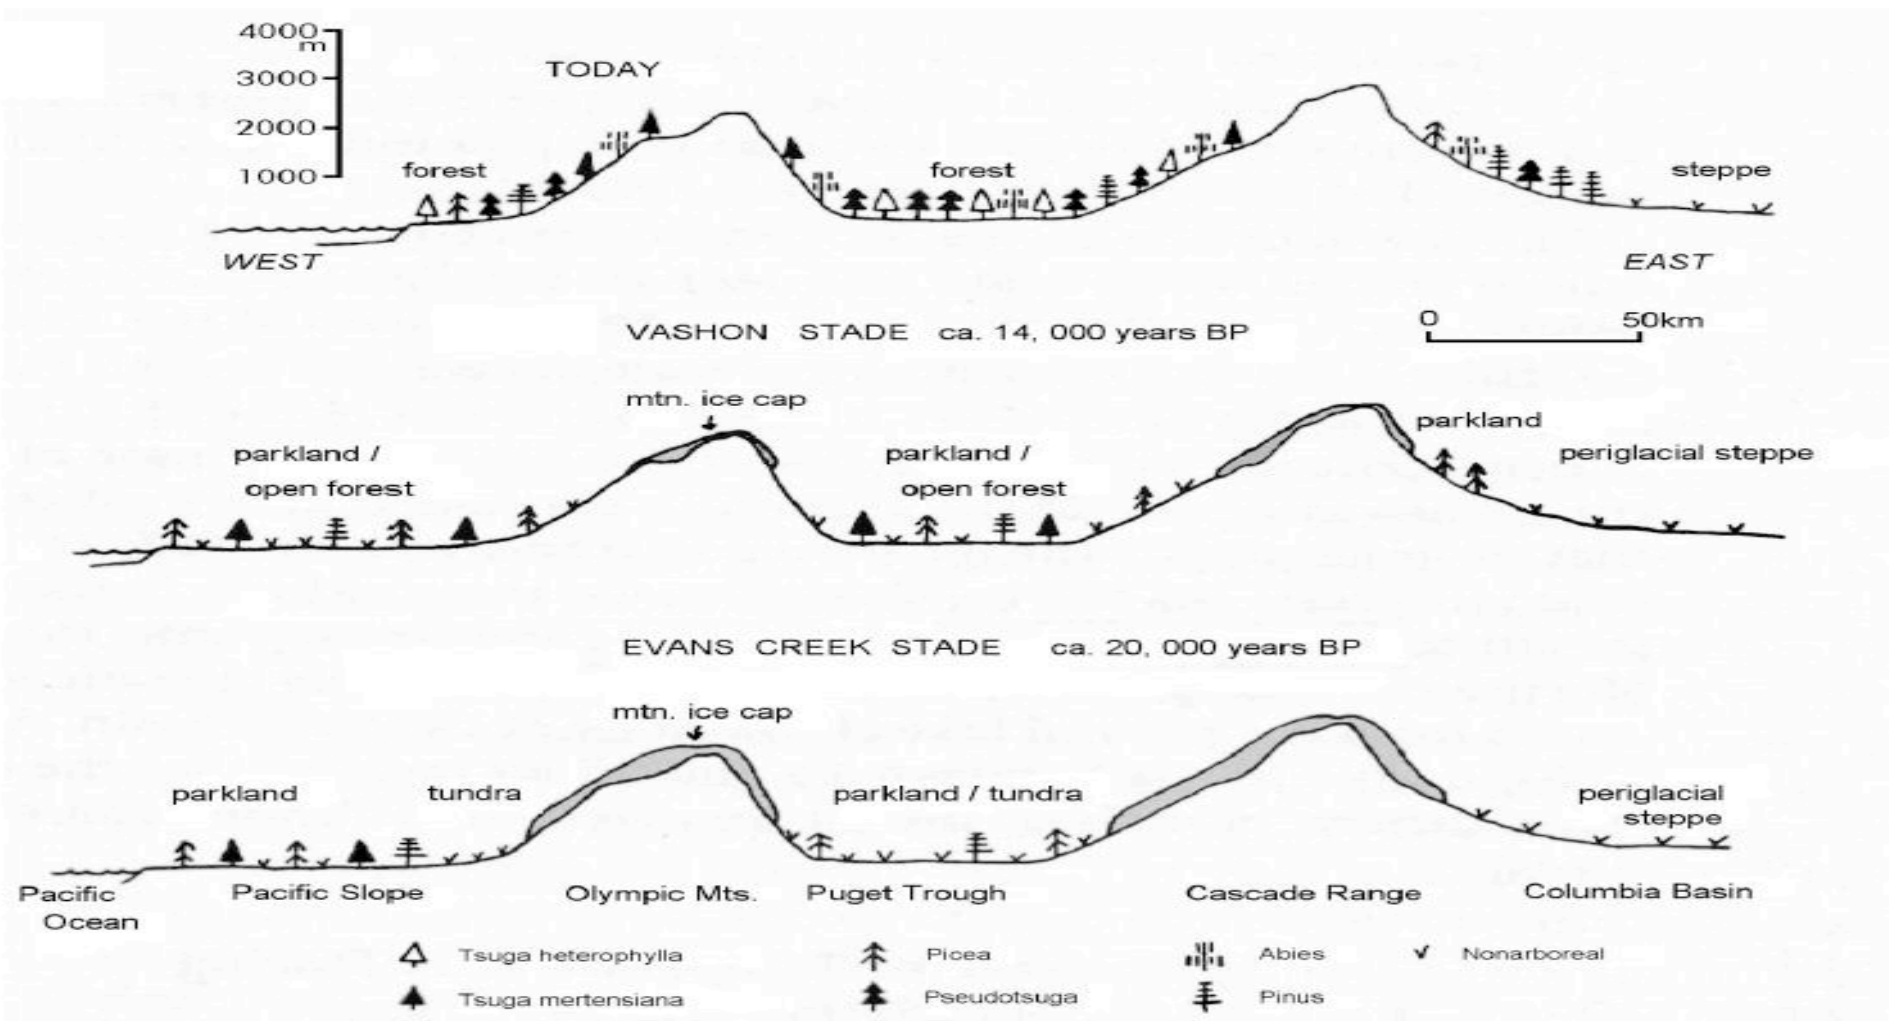 4000
m
3000
TODAY
2000
1000
forest
forest
steppe
WEST
EAST
VASHON STADE ca. 14, 000 years BP
0 50km
mtn. ice cap
parkland
parkland /
open forest
parkland /
open forest
periglacial steppe
EVANS CREEK STADE ca. 20, 000 years BP
mtn. ice cap
parkland
tundra
parkland / tundra
periglacial
steppe
Pacific
Ocean
Pacific Slope
Olympic Mts.
Puget Trough
Cascade Range
Columbia Basin
Tsuga heterophylla
Picea
Abies
Nonarboreal
Tsuga mertensiana
Pseudotsuga
Pinus